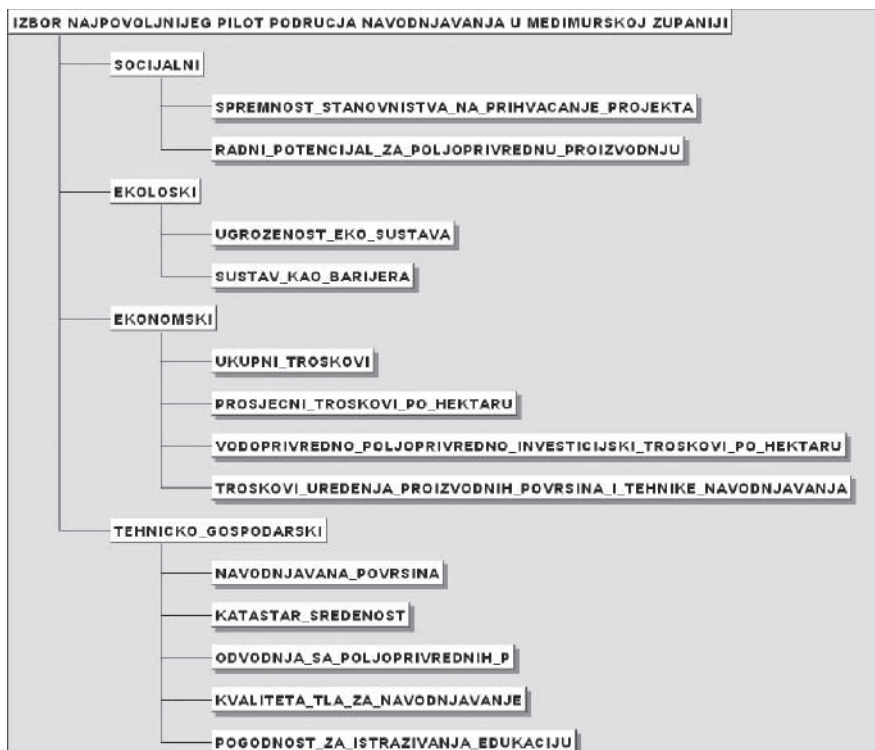 IZBOR NAJPOVOLJNIJEG PILOT PODRUCJA NAVODNJAVANJA U MEDIMURSKOJ ZUPANIJI
SOCIJALNI
SPREMNOST_STANOVNISTVA_NA_PRIHVACANJE_PROJEKTA
RADNI_POTENCIJAL_ZA_POLJOPRIVREDNU_PROIZVODNJU
EKOLOSKI
UGROZENOST_EKO_SUSTAVA
SUSTAV_KAO_BARIJERA
EKONOMSKI
UKUPNI_TROSKOVI
PROSJECNI_TROSKOVI_PO_HEKTARU
VODOPRIVREDNO_POLJOPRIVREDNO_INVESTICIJSKI_TROSKOVI_PO_HEKTARU
TROSKOVI_UREDENJA_PROIZVODNIH_POVRSINA_I_TEHNIKE_NAVODNJAVANJA
TEHNICKO_GOSPODARSKI
NAVODNJAVANA_POVRSINA
KATASTAR_SREDENOST
ODVODNJA_SA_POLJOPRIVREDNIH_P
KVALITETA_TLA_ZA_NAVODNJAVANJE
POGODNOST_ZA_ISTRAZIVANJA_EDUKACIJU